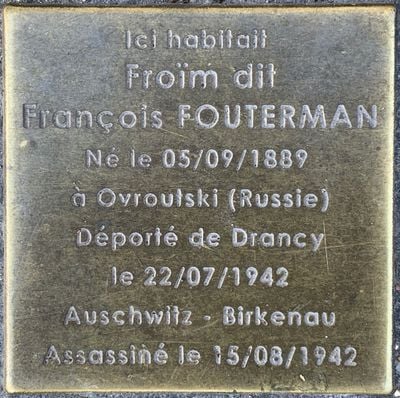 Ici habitait
Froïm dit
François FOUTERMAN
Né le 05/09/1889
à Ovroutski (Russie)
Déporté de Drancy
le 22/07/1942
Auschwitz - Birkenau
Assassiné le 15/08/1942